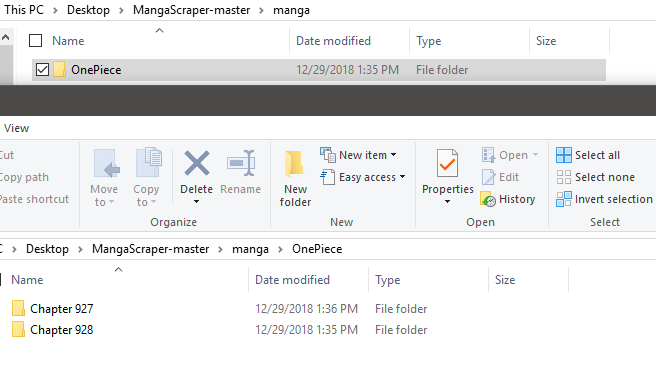 This PC > Desktop > MangaScraper-master > manga
Name Date modified Type Size
OnePiece 12/29/2018 1:35 PM File folder
View
Cut
Copy path
Paste shortcut
Move to
Copy to
Delete
Rename
Organize
New folder
New item
Easy access
New
Properties
Open
Edit
History
Open
Select all
Select none
Invert selection
Select
C > Desktop > MangaScraper-master > manga > OnePiece
Name Date modified Type Size
Chapter 927 12/29/2018 1:36 PM File folder
Chapter 928 12/29/2018 1:35 PM File folder